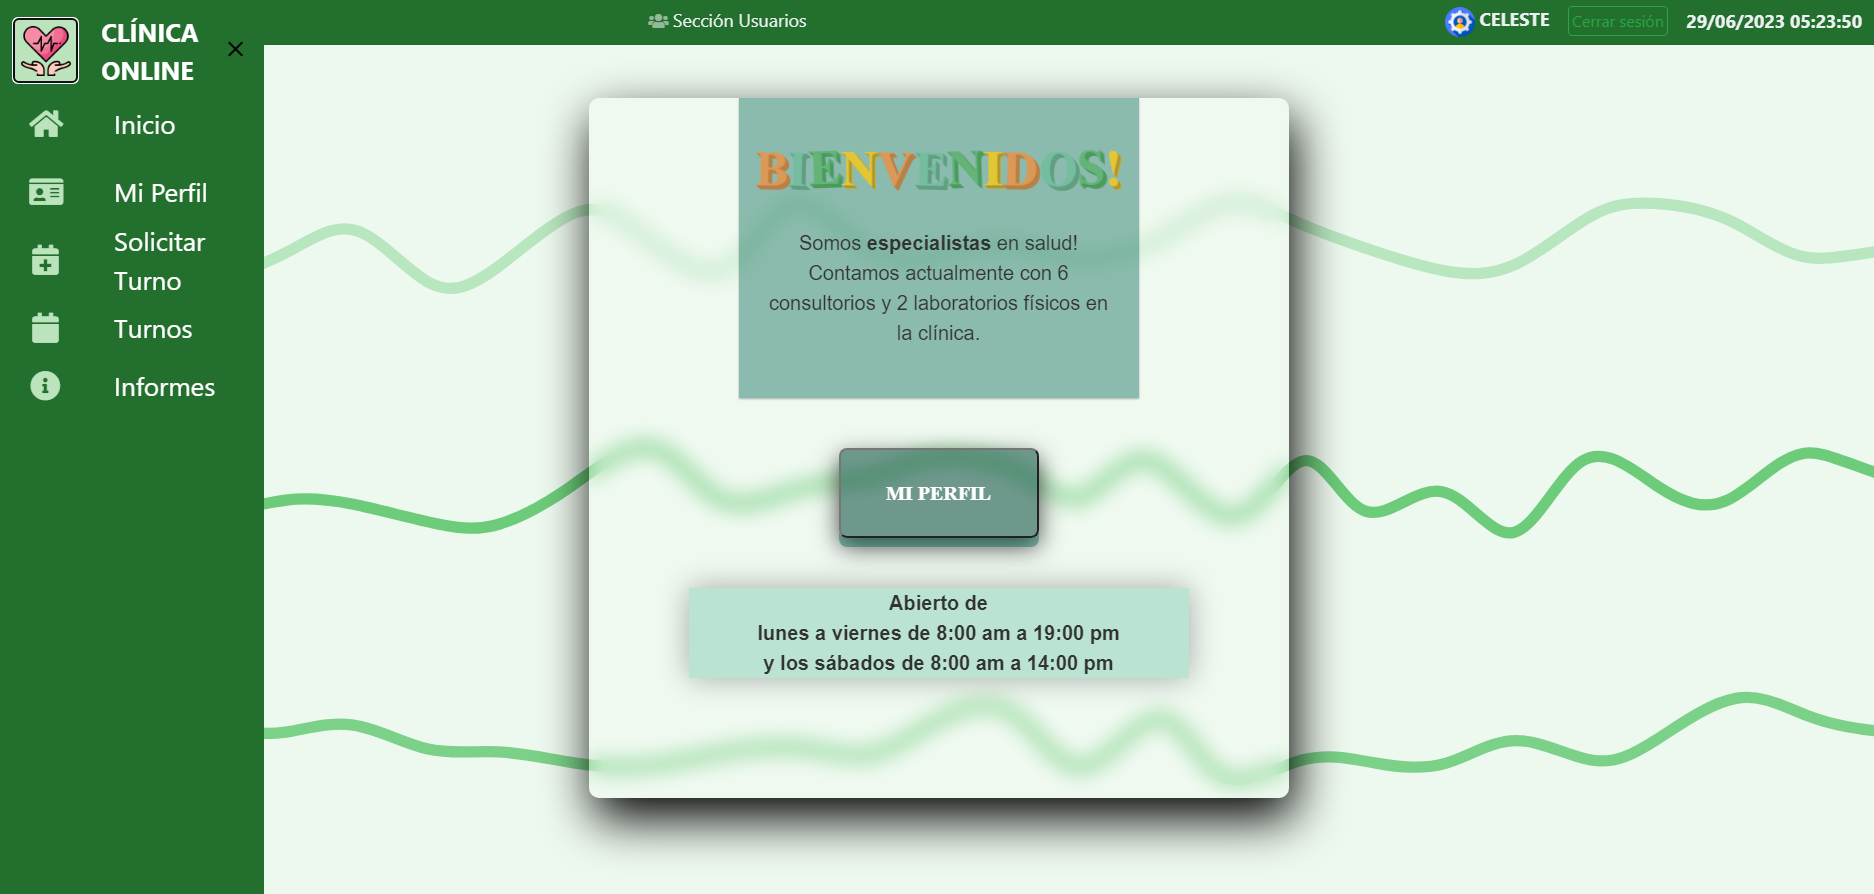 CLÍNICA
ONLINE
Sección Usuarios
CELESTE
Cerrar sesión
29/06/2023 05:23:50
Inicio
Mi Perfil
Solicitar
Turno
Turnos
Informes
BIENVENIDOS!
Somos especialistas en salud!
Contamos actualmente con 6
consultorios y 2 laboratorios físicos en
la clínica.
MI PERFIL
Abierto de
lunes a viernes de 8:00 am a 19:00 pm
y los sábados de 8:00 am a 14:00 pm